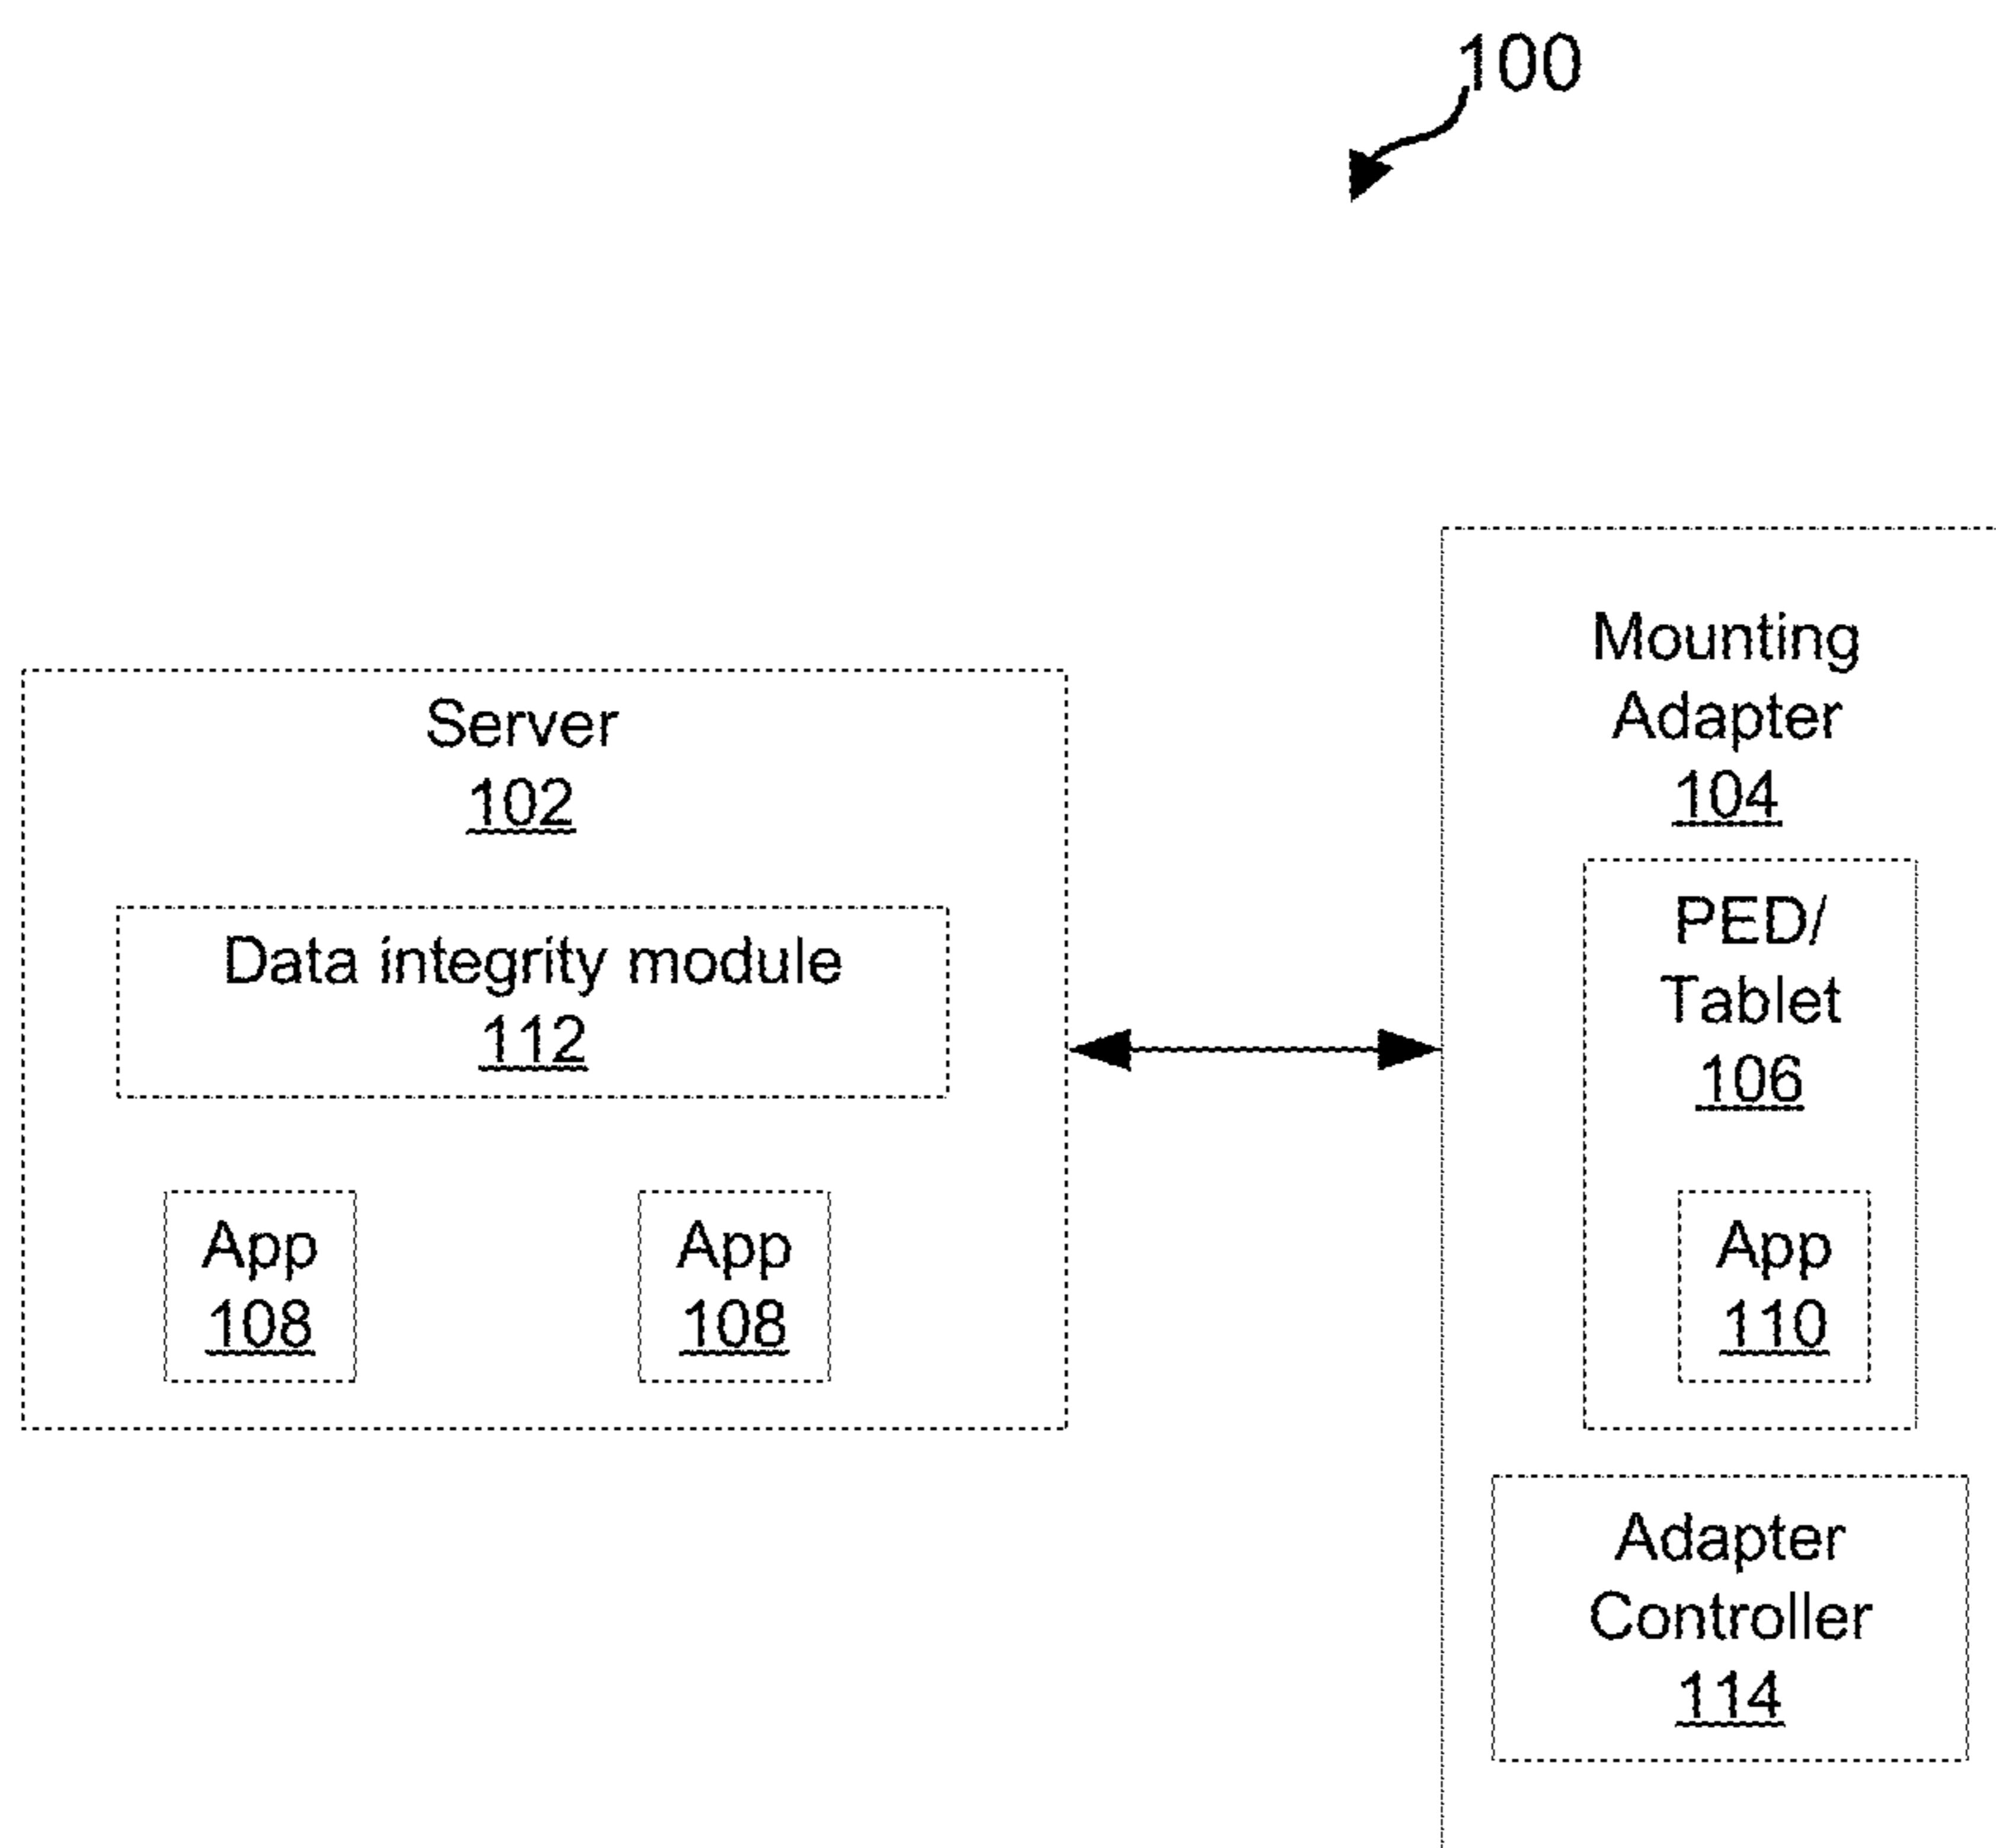 100
Server
102
Data integrity module
112
App
108
App
108
Mounting
Adapter
104
PED/
Tablet
106
App
110
Adapter
Controller
114